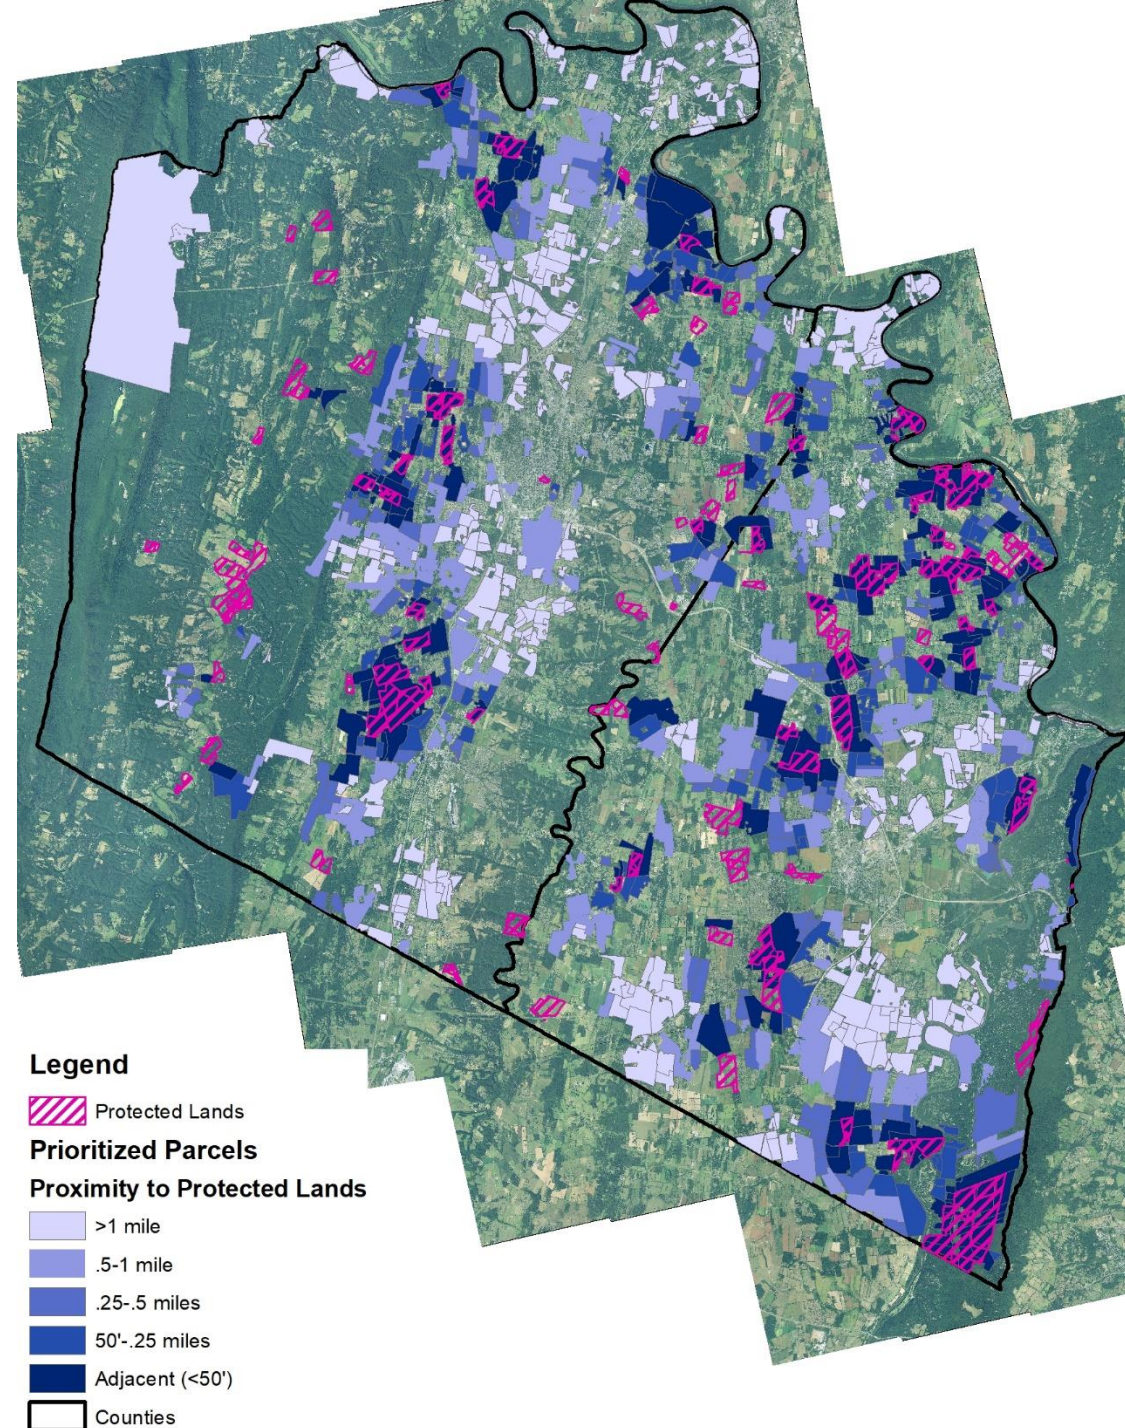 Legend
Protected Lands
Prioritized Parcels
Proximity to Protected Lands
>1 mile
.5-1 mile
.25-.5 miles
50'-.25 miles
Adjacent (<50')
Counties